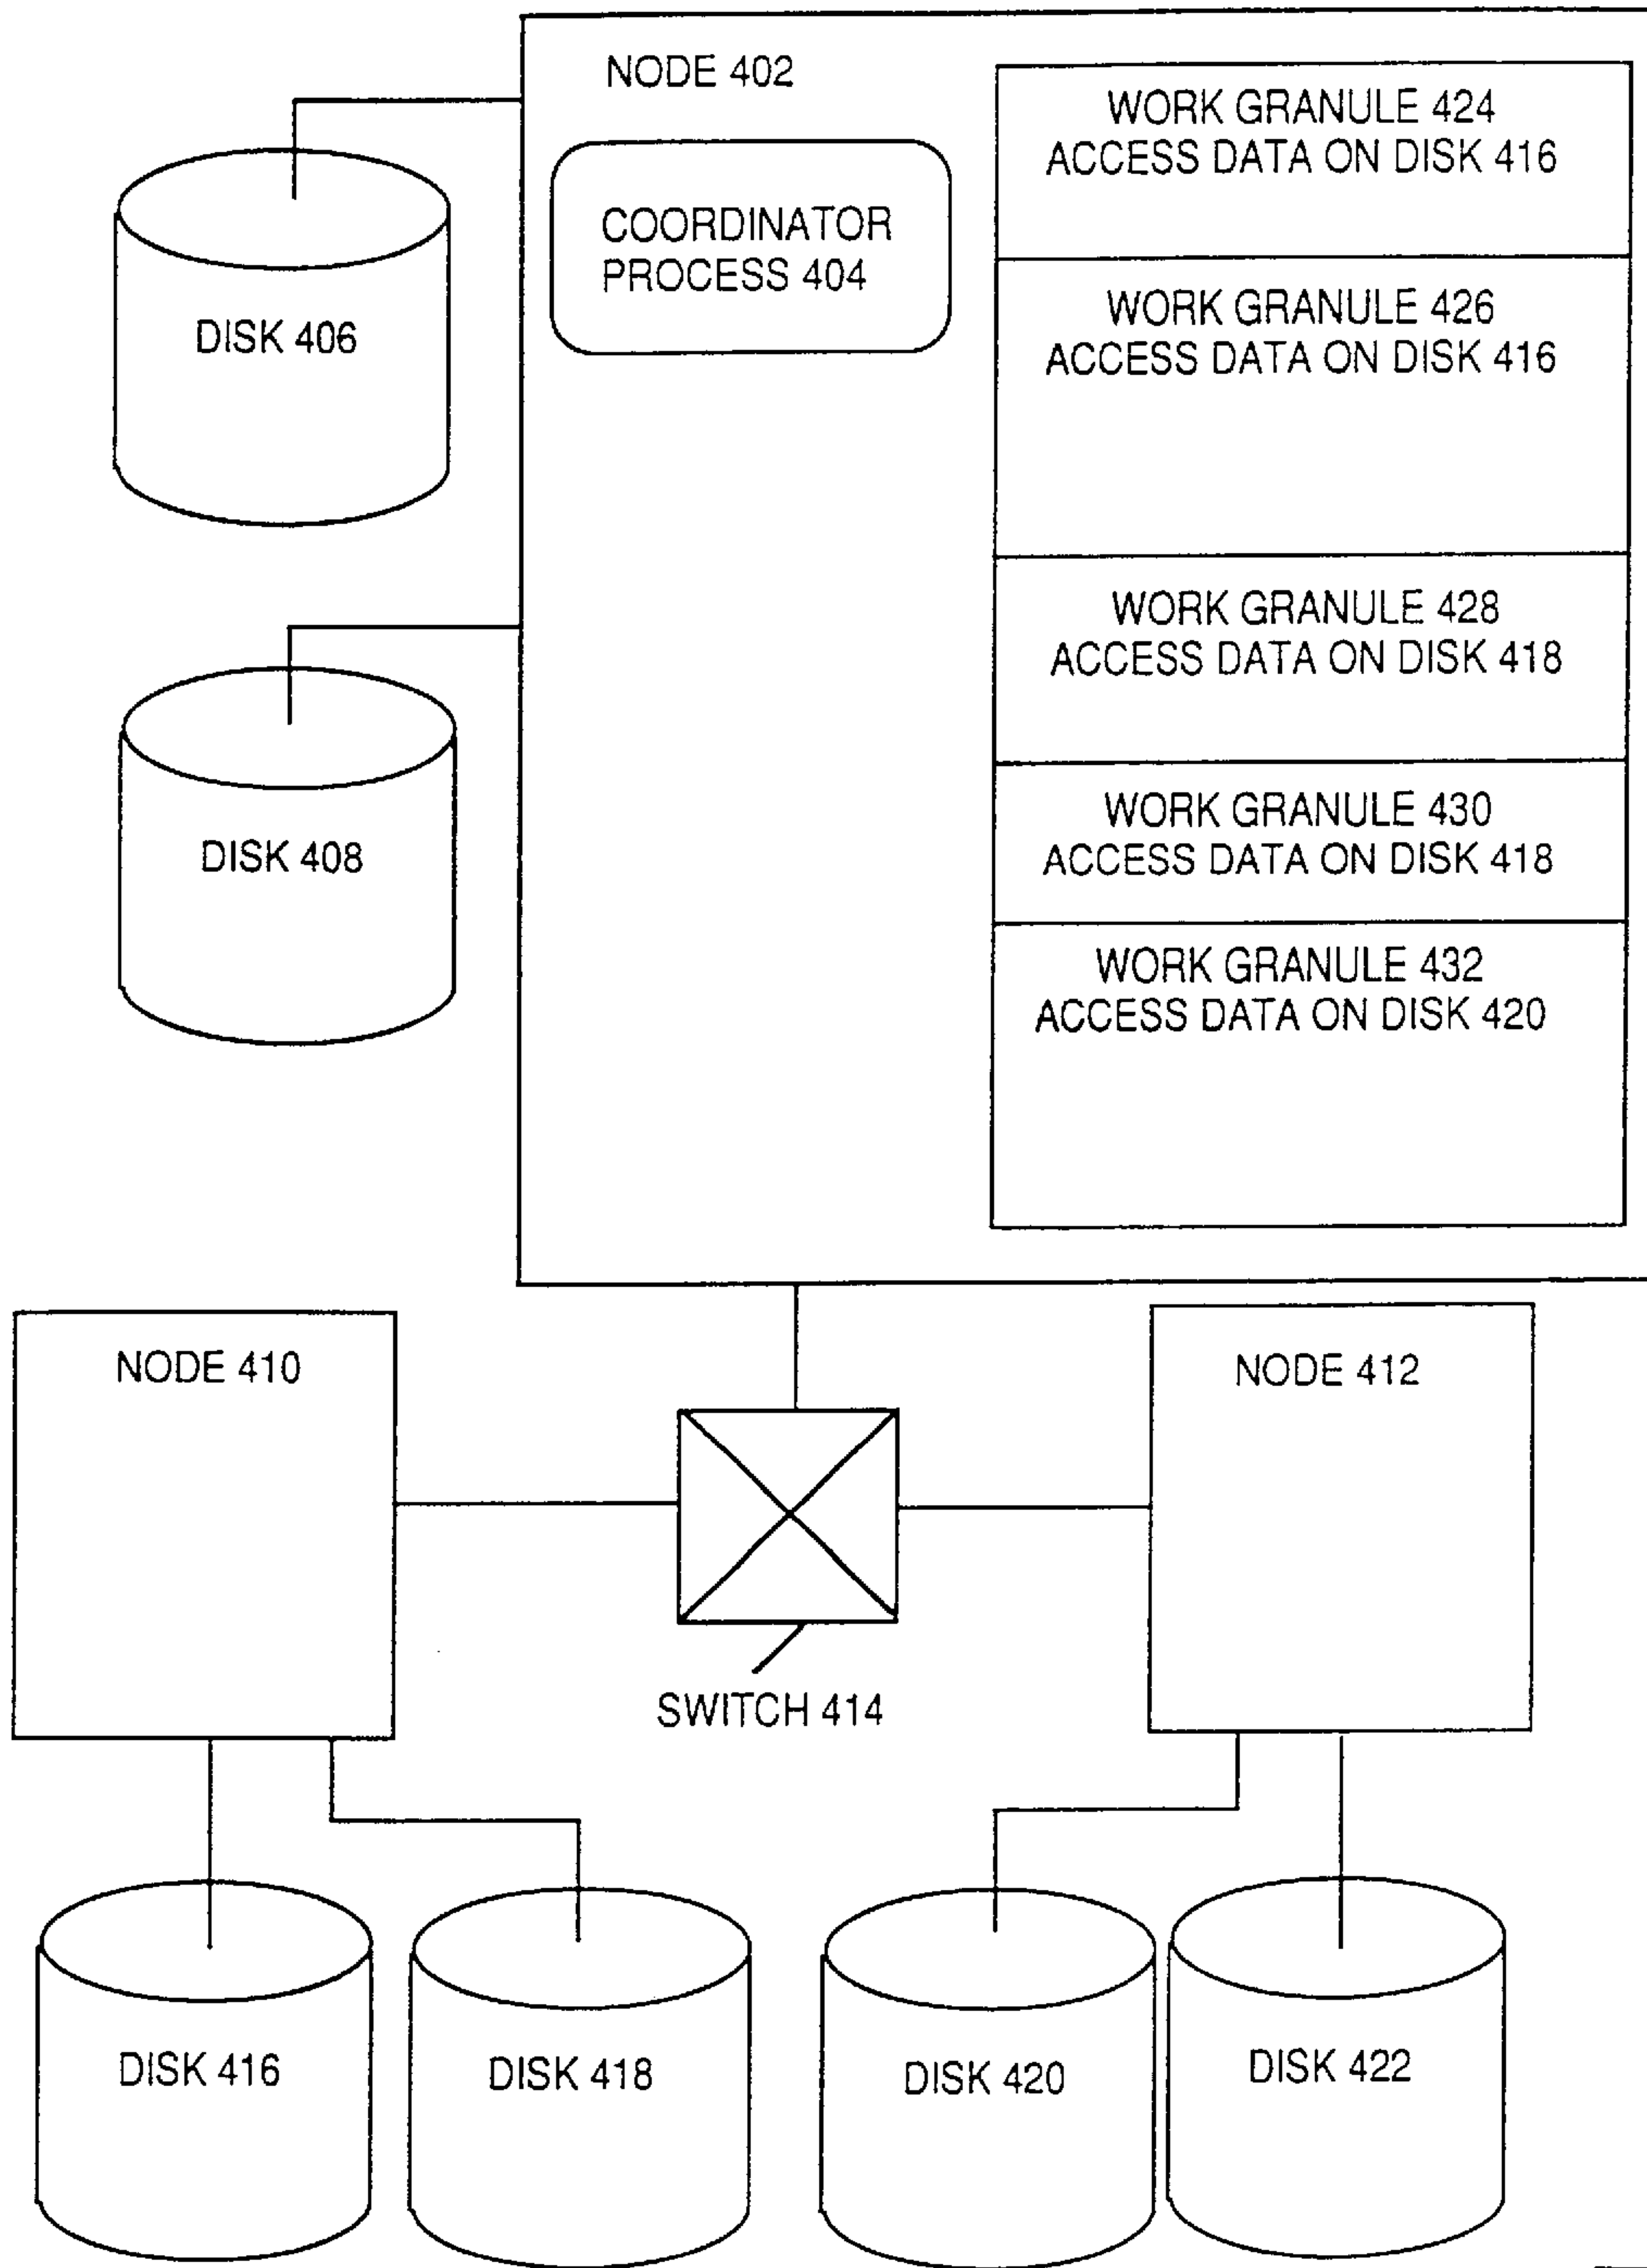 NODE 402
WORK GRANULE 424
ACCESS DATA ON DISK 416
COORDINATOR
PROCESS 404
WORK GRANULE 426
ACCESS DATA ON DISK 416
DISK 406
WORK GRANULE 428
ACCESS DATA ON DISK 418
WORK GRANULE 430
ACCESS DATA ON DISK 418
DISK 408
WORK GRANULE 432
ACCESS DATA ON DISK 420
NODE 410
NODE 412
SWITCH 414
DISK 416
DISK 418
DISK 420
DISK 422